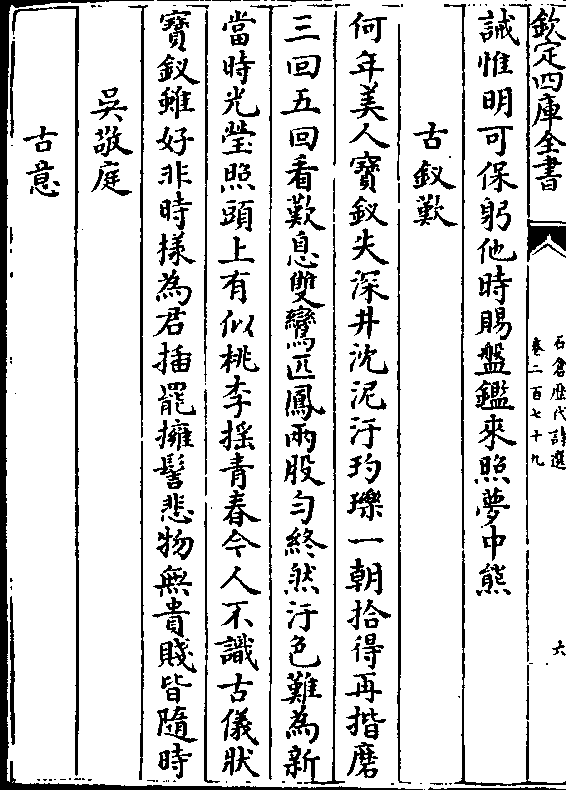 欽定四庫全書
石倉歴代詩選
卷二百七十九
六
誡惟明可保躬他時賜盤鑑來照夢中熊
古釵歎
何年美人寶釵失深井沈泥汙玓瓅一朝拾得再揩磨
三回五回看歎息雙鸞匹鳳兩股勻終然汙色難為新
當時光瑩照頭上有似桃李揺青春今人不識古儀狀
寶釵雖好非時様為君插罷擁髻悲物無貴賤皆隨時
吳敬庭
古意